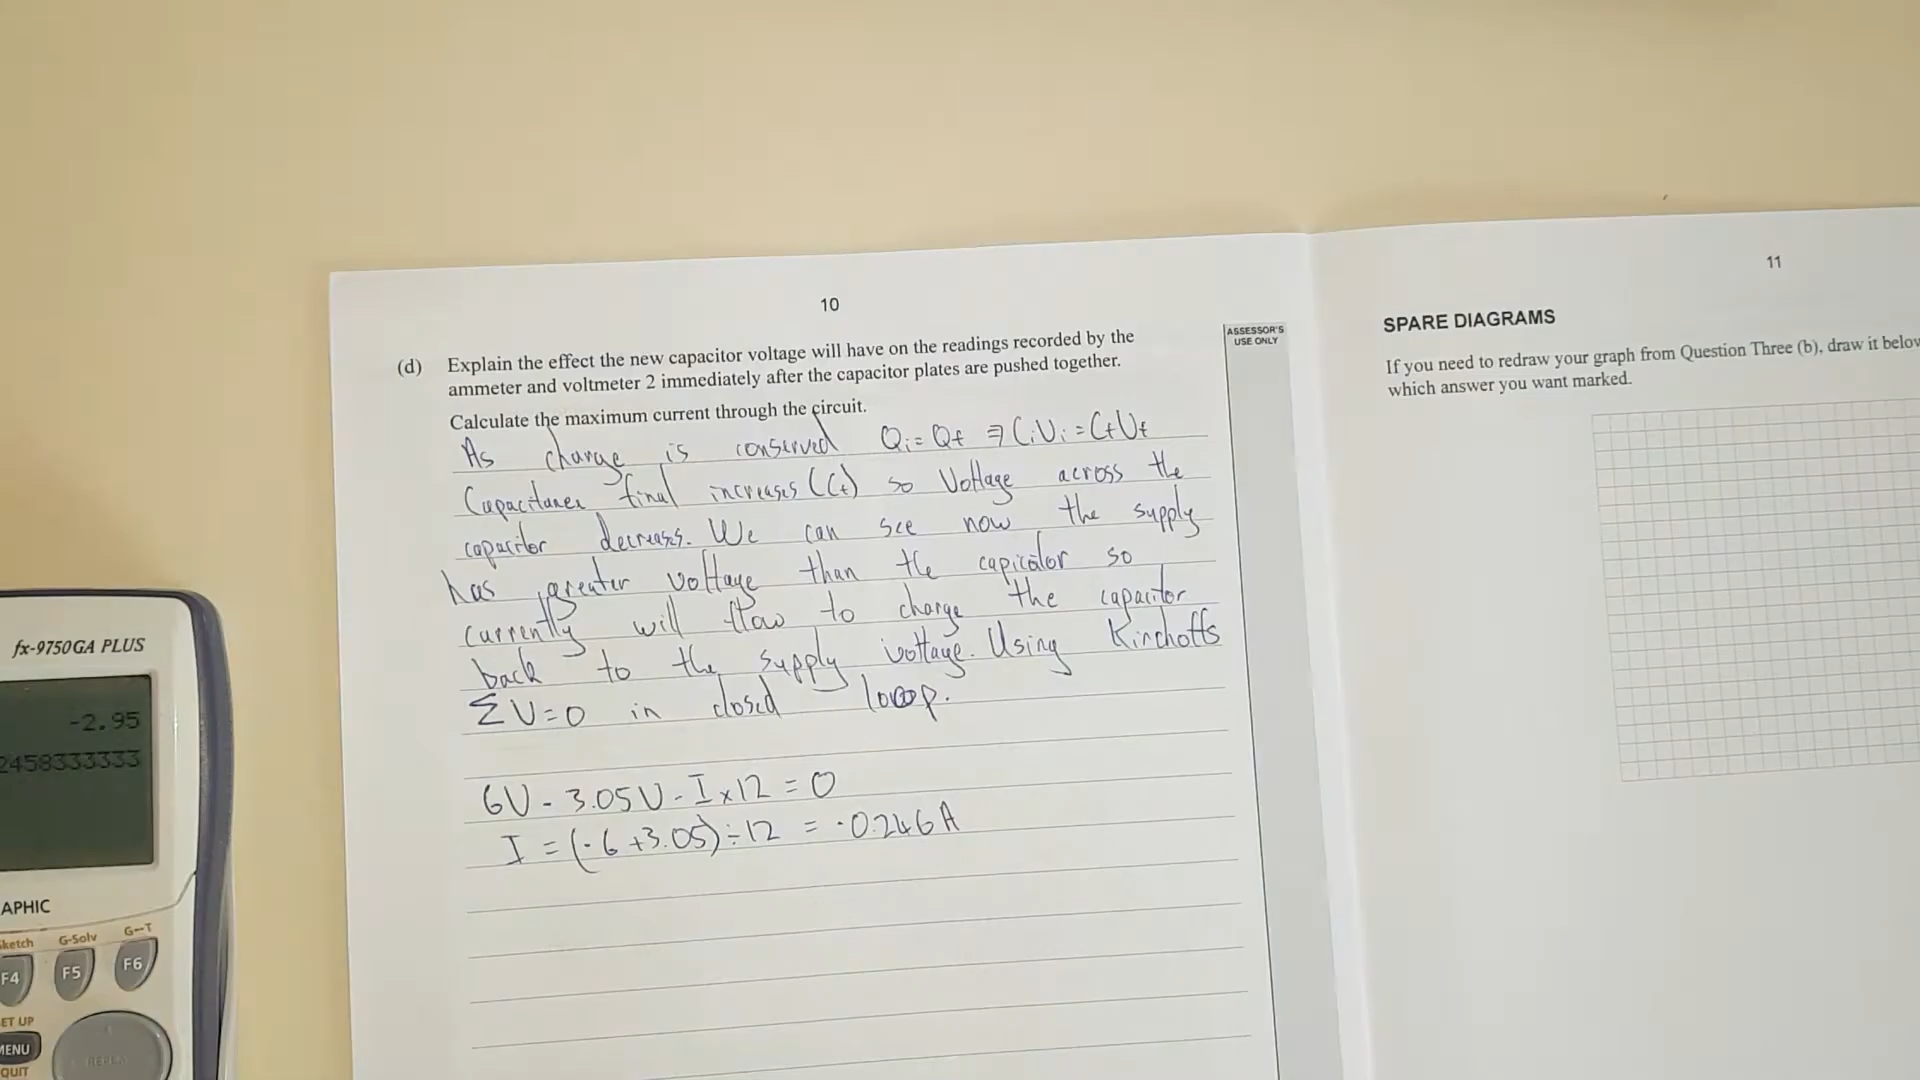 10
(d) Explain the effect the new capacitor voltage will have on the readings recorded by the
ammeter and voltmeter 2 immediately after the capacitor plates are pushed together.
Calculate the maximum current through the circuit.
ASSESSOR'S
USE ONLY
As charge is conserved Qi = Qf ⇒ CiVi = CfVf
Capacitance final increases (Cf) so Voltage across the
capacitor decreases. We can see now the supply
has greater voltage than the capicitor so
currently will flow to charge the capacitor
back to the supply voltage. Using Kirchoffs
ΣV=0 in closed looop.
6V - 3.05V - I×12 = 0
I = (-6+3.05)÷12 = -0.246A
11
SPARE DIAGRAMS
If you need to redraw your graph from Question Three (b), draw it below
which answer you want marked.
fx-9750GA PLUS
-2.95
2458333333
APHIC
Sketch G-Solv G↔T
F4 F5 F6
ET UP
MENU
QUIT
REPLAY